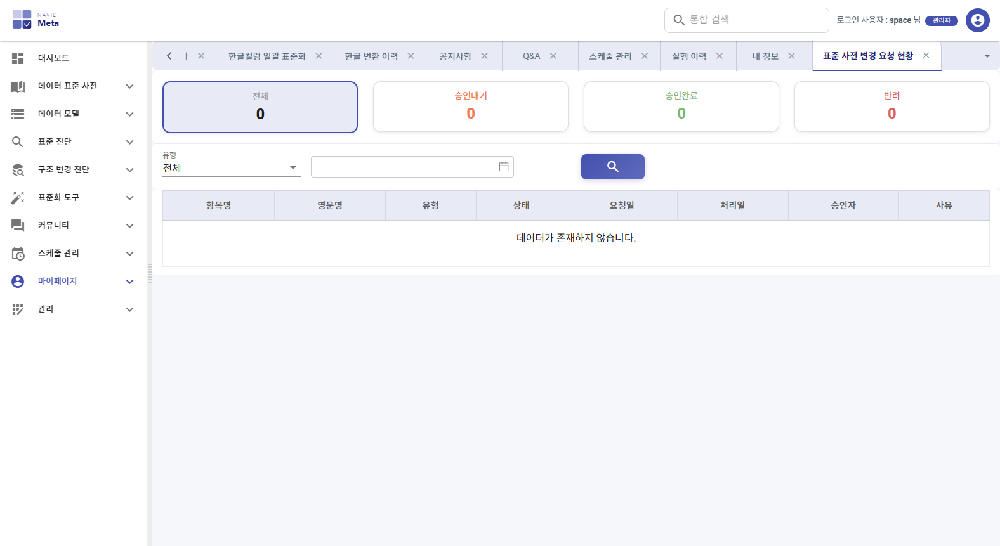 NAVID
Meta
통합 검색
로그인 사용자 : space 님 관리자
대시보드
데이터 표준 사전
데이터 모델
표준 진단
구조 변경 진단
표준화 도구
커뮤니티
스케줄 관리
마이페이지
관리
한글컬럼 일괄 표준화
한글 변환 이력
공지사항
Q&A
스케줄 관리
실행 이력
내 정보
표준 사전 변경 요청 현황
전체
0
승인대기
0
승인완료
0
반려
0
유형
전체
항목명 영문명 유형 상태 요청일 처리일 승인자 사유
데이터가 존재하지 않습니다.